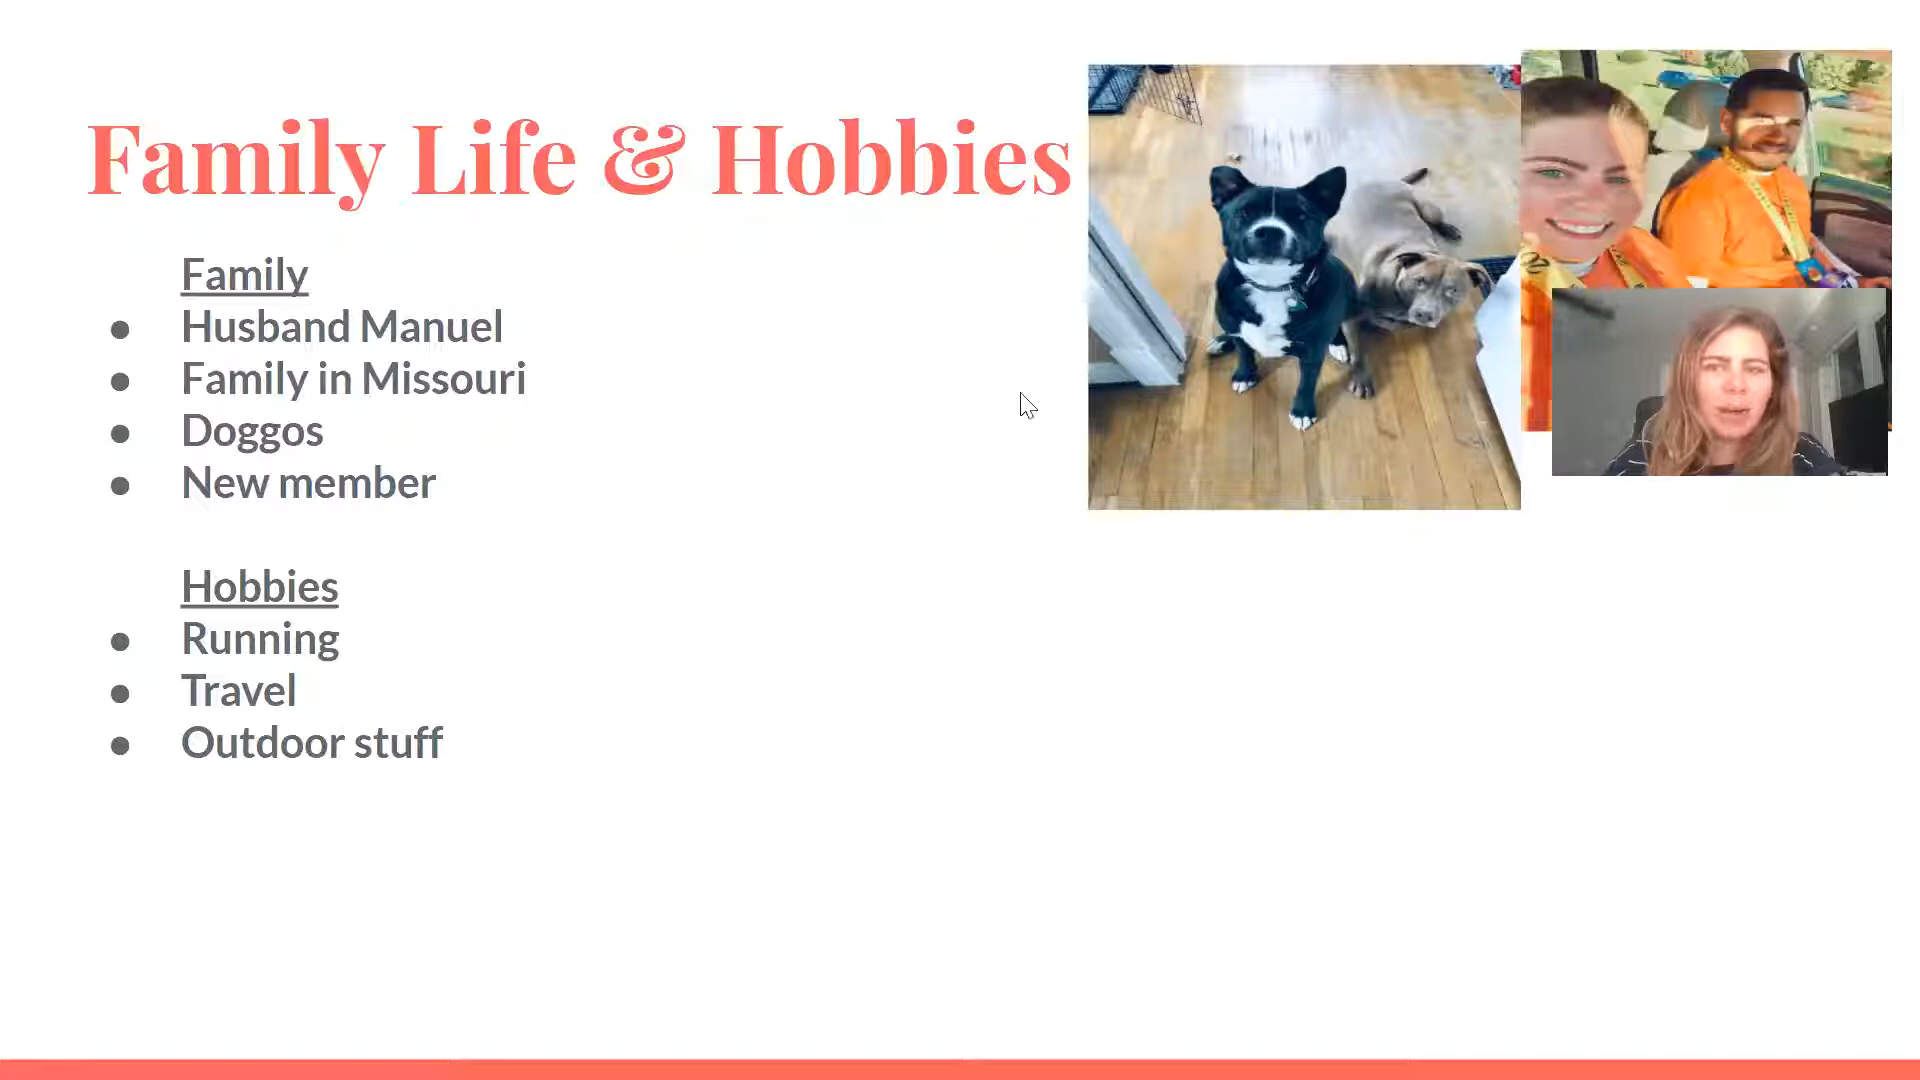 Family Life & Hobbies
Family
● Husband Manuel
● Family in Missouri
● Doggos
● New member
Hobbies
● Running
● Travel
● Outdoor stuff